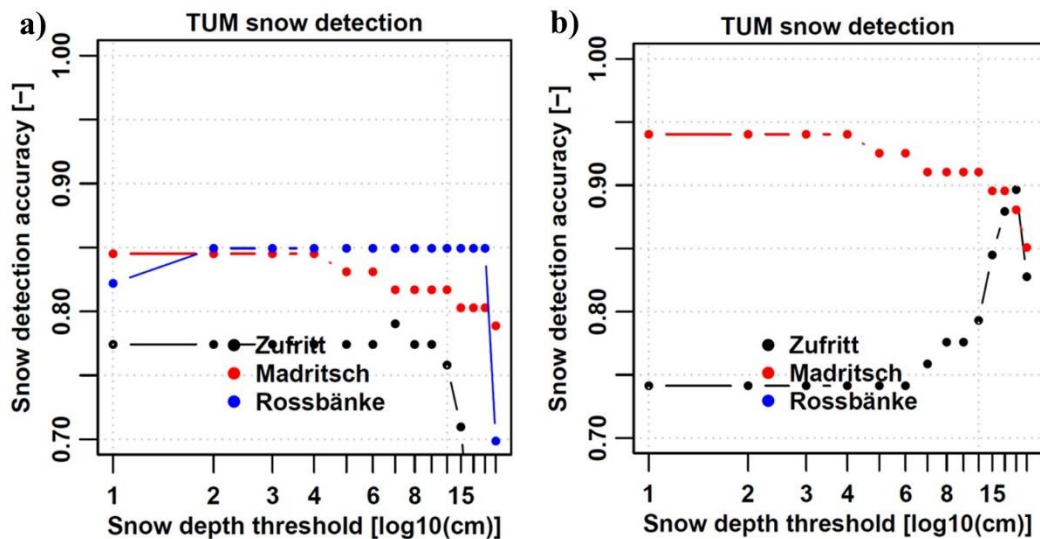 a)
TUM snow detection
Snow detection accuracy [−]
1.00
0.90
0.80
0.70
Zufritt
Madritsch
Rossbänke
1 2 3 4 6 8 15
Snow depth threshold [log10(cm)]
b)
TUM snow detection
Snow detection accuracy [−]
1.00
0.90
0.80
0.70
Zufritt
Madritsch
Rossbänke
1 2 3 4 6 8 15
Snow depth threshold [log10(cm)]